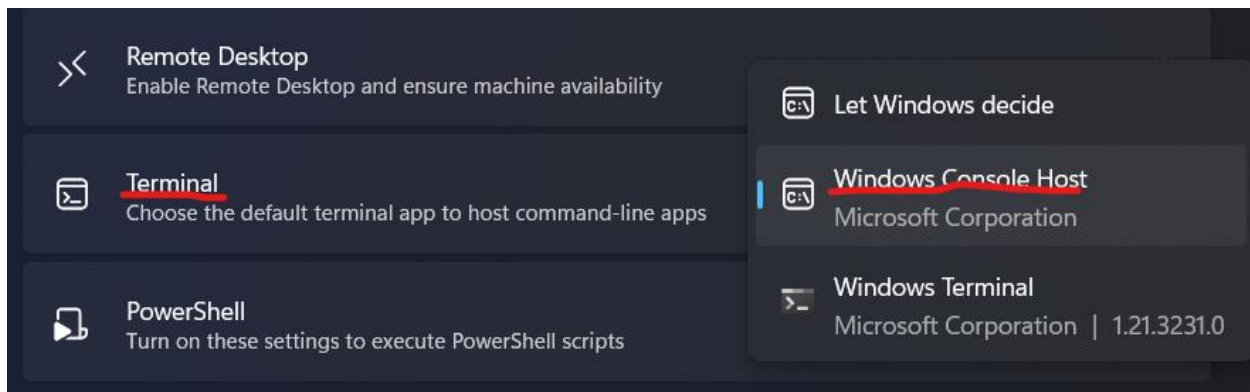 Remote Desktop
Enable Remote Desktop and ensure machine availability
Terminal
Choose the default terminal app to host command-line apps
PowerShell
Turn on these settings to execute PowerShell scripts
Let Windows decide
Windows Console Host
Microsoft Corporation
Windows Terminal
Microsoft Corporation | 1.21.3231.0